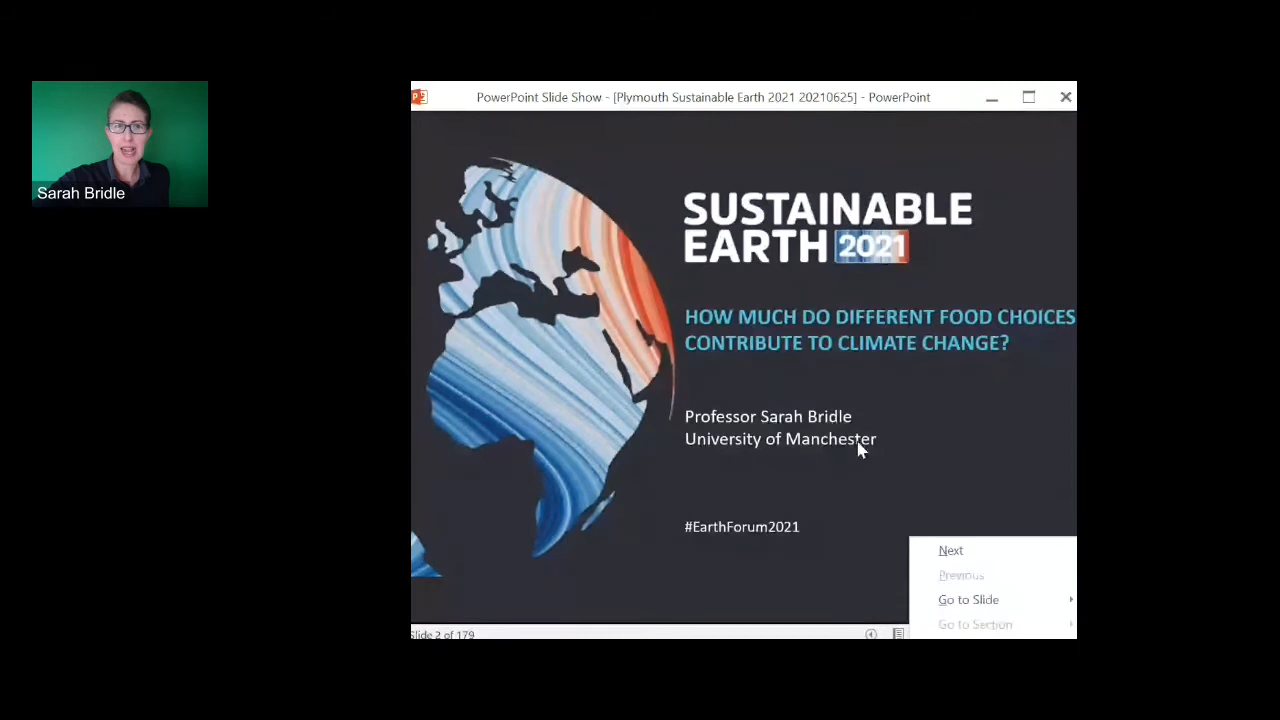 PowerPoint Slide Show - [Plymouth Sustainable Earth 2021 20210625] - PowerPoint
Sarah Bridle
SUSTAINABLE
EARTH 2021
HOW MUCH DO DIFFERENT FOOD CHOICES
CONTRIBUTE TO CLIMATE CHANGE?
Professor Sarah Bridle
University of Manchester
#EarthForum2021
Next
Previous
Go to Slide
Go to Section
Slide 2 of 179